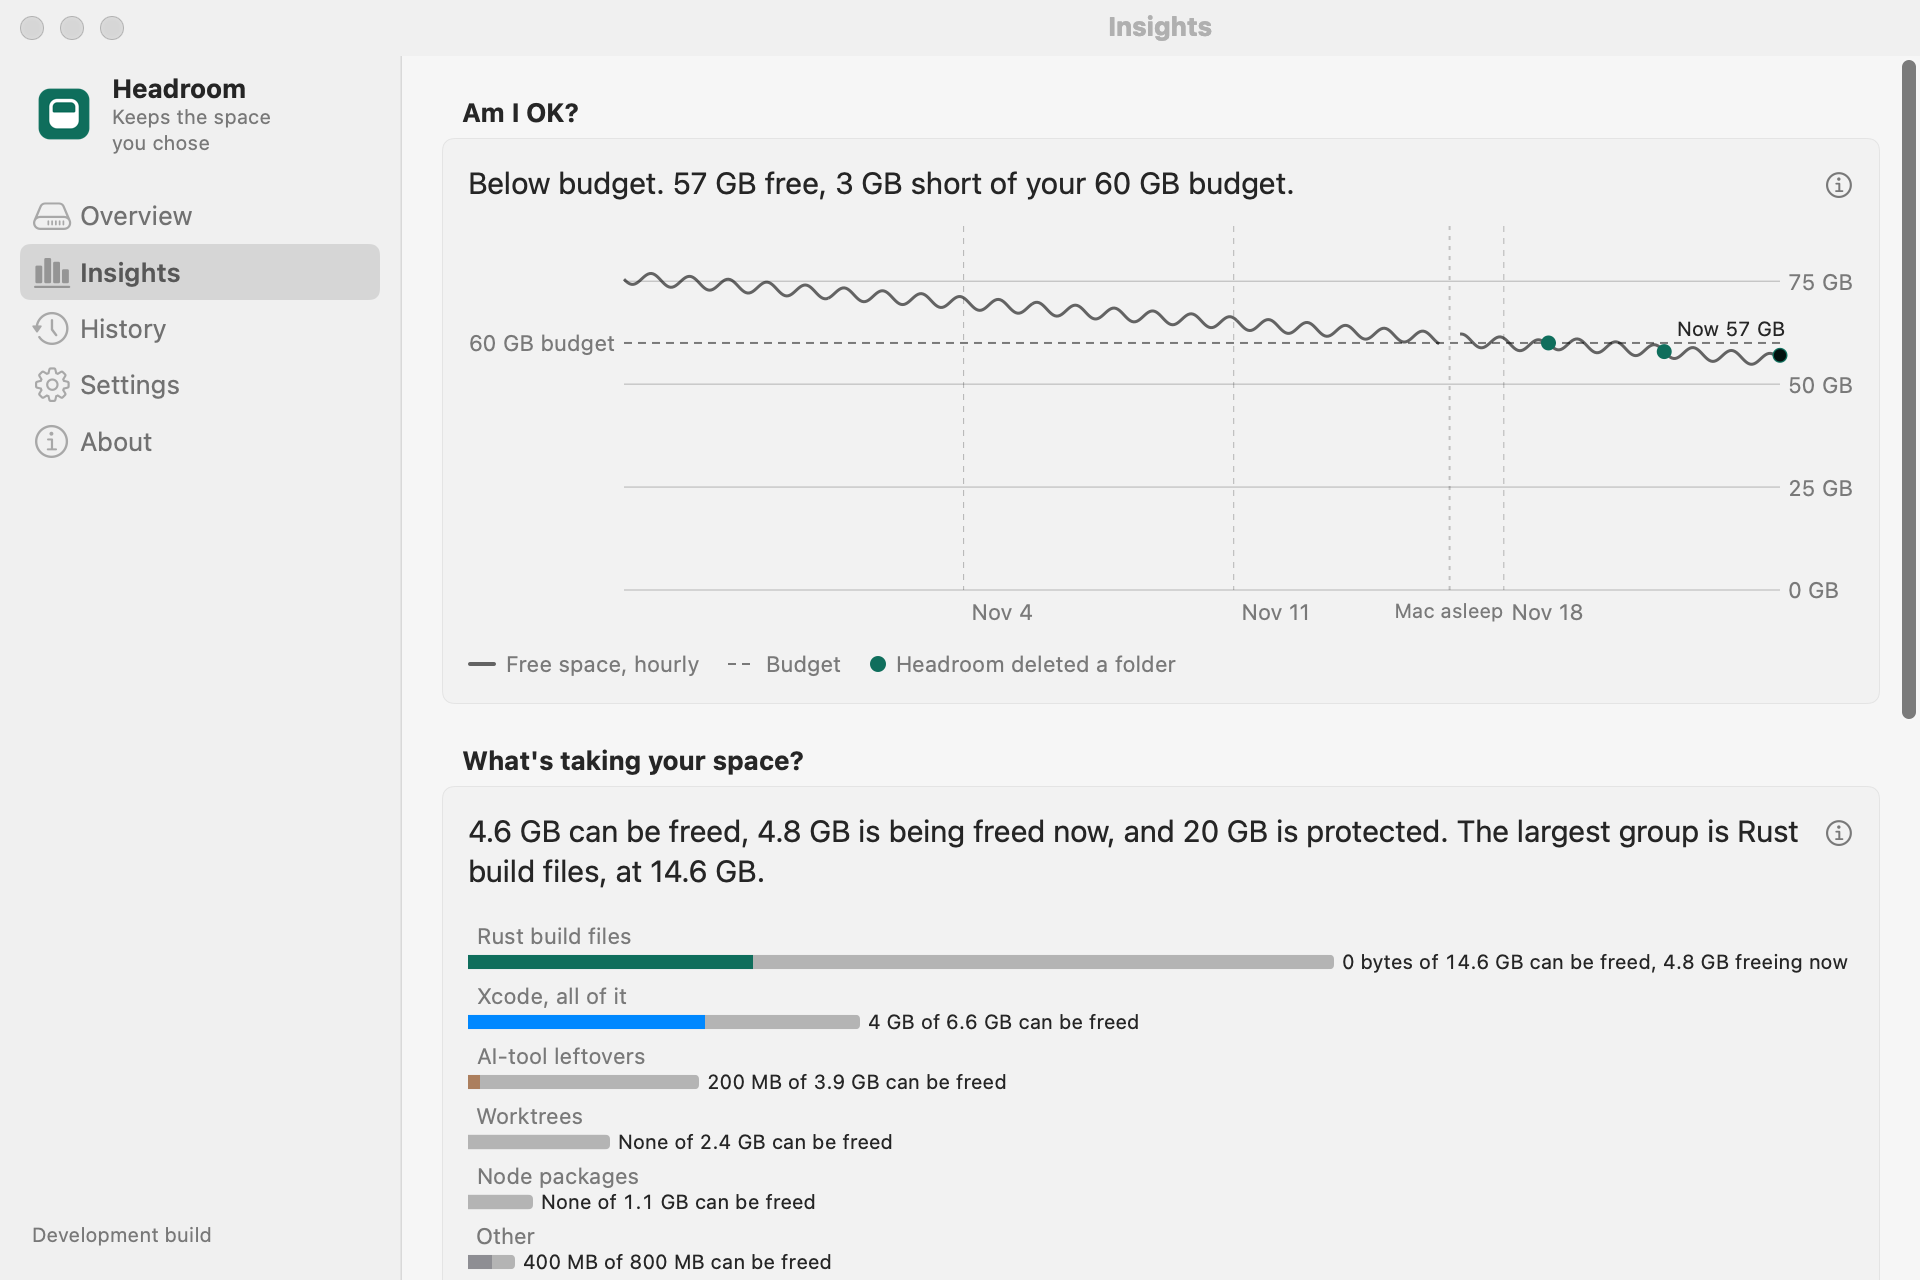 Insights
Headroom
Keeps the space
you chose
Overview
Insights
History
Settings
About
Development build
Am I OK?
Below budget. 57 GB free, 3 GB short of your 60 GB budget.
75 GB
Now 57 GB
60 GB budget
50 GB
25 GB
0 GB
Nov 4
Nov 11
Mac asleep
Nov 18
Free space, hourly
Budget
Headroom deleted a folder
What's taking your space?
4.6 GB can be freed, 4.8 GB is being freed now, and 20 GB is protected. The largest group is Rust
build files, at 14.6 GB.
Rust build files
0 bytes of 14.6 GB can be freed, 4.8 GB freeing now
Xcode, all of it
4 GB of 6.6 GB can be freed
AI-tool leftovers
200 MB of 3.9 GB can be freed
Worktrees
None of 2.4 GB can be freed
Node packages
None of 1.1 GB can be freed
Other
400 MB of 800 MB can be freed